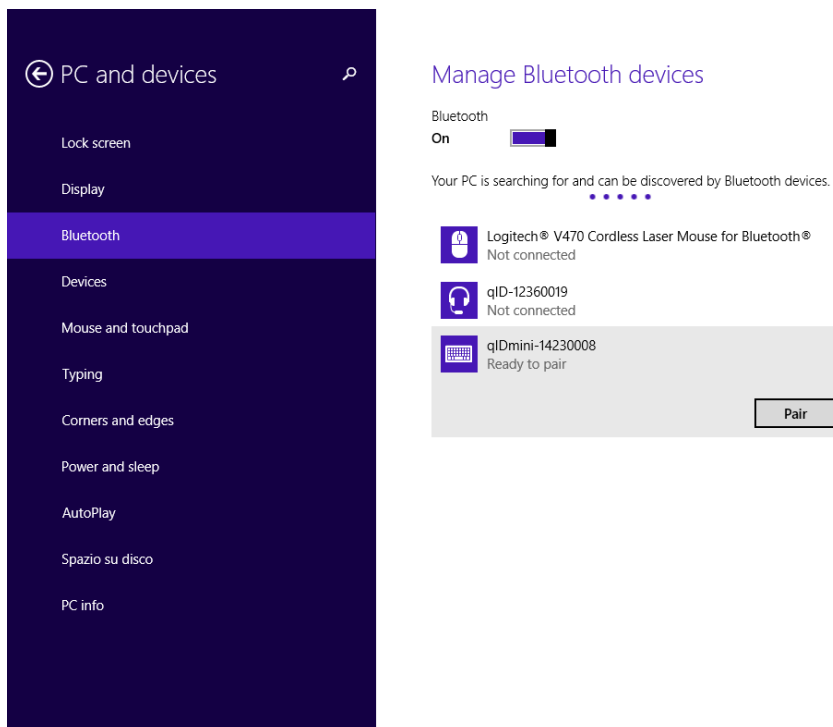 PC and devices
Lock screen
Display
Bluetooth
Devices
Mouse and touchpad
Typing
Corners and edges
Power and sleep
AutoPlay
Spazio su disco
PC info
Manage Bluetooth devices
Bluetooth
On
Your PC is searching for and can be discovered by Bluetooth devices.
Logitech® V470 Cordless Laser Mouse for Bluetooth®
Not connected
qID-12360019
Not connected
qIDmini-14230008
Ready to pair
Pair